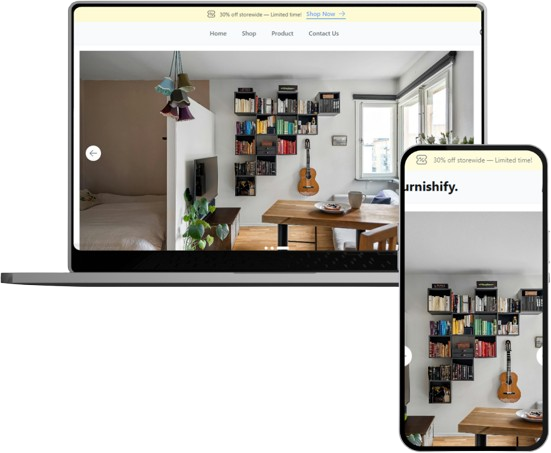 30% off storewide — Limited time! Shop Now →
Home Shop Product Contact Us
30% off storewide — Limited time!
urnishify.